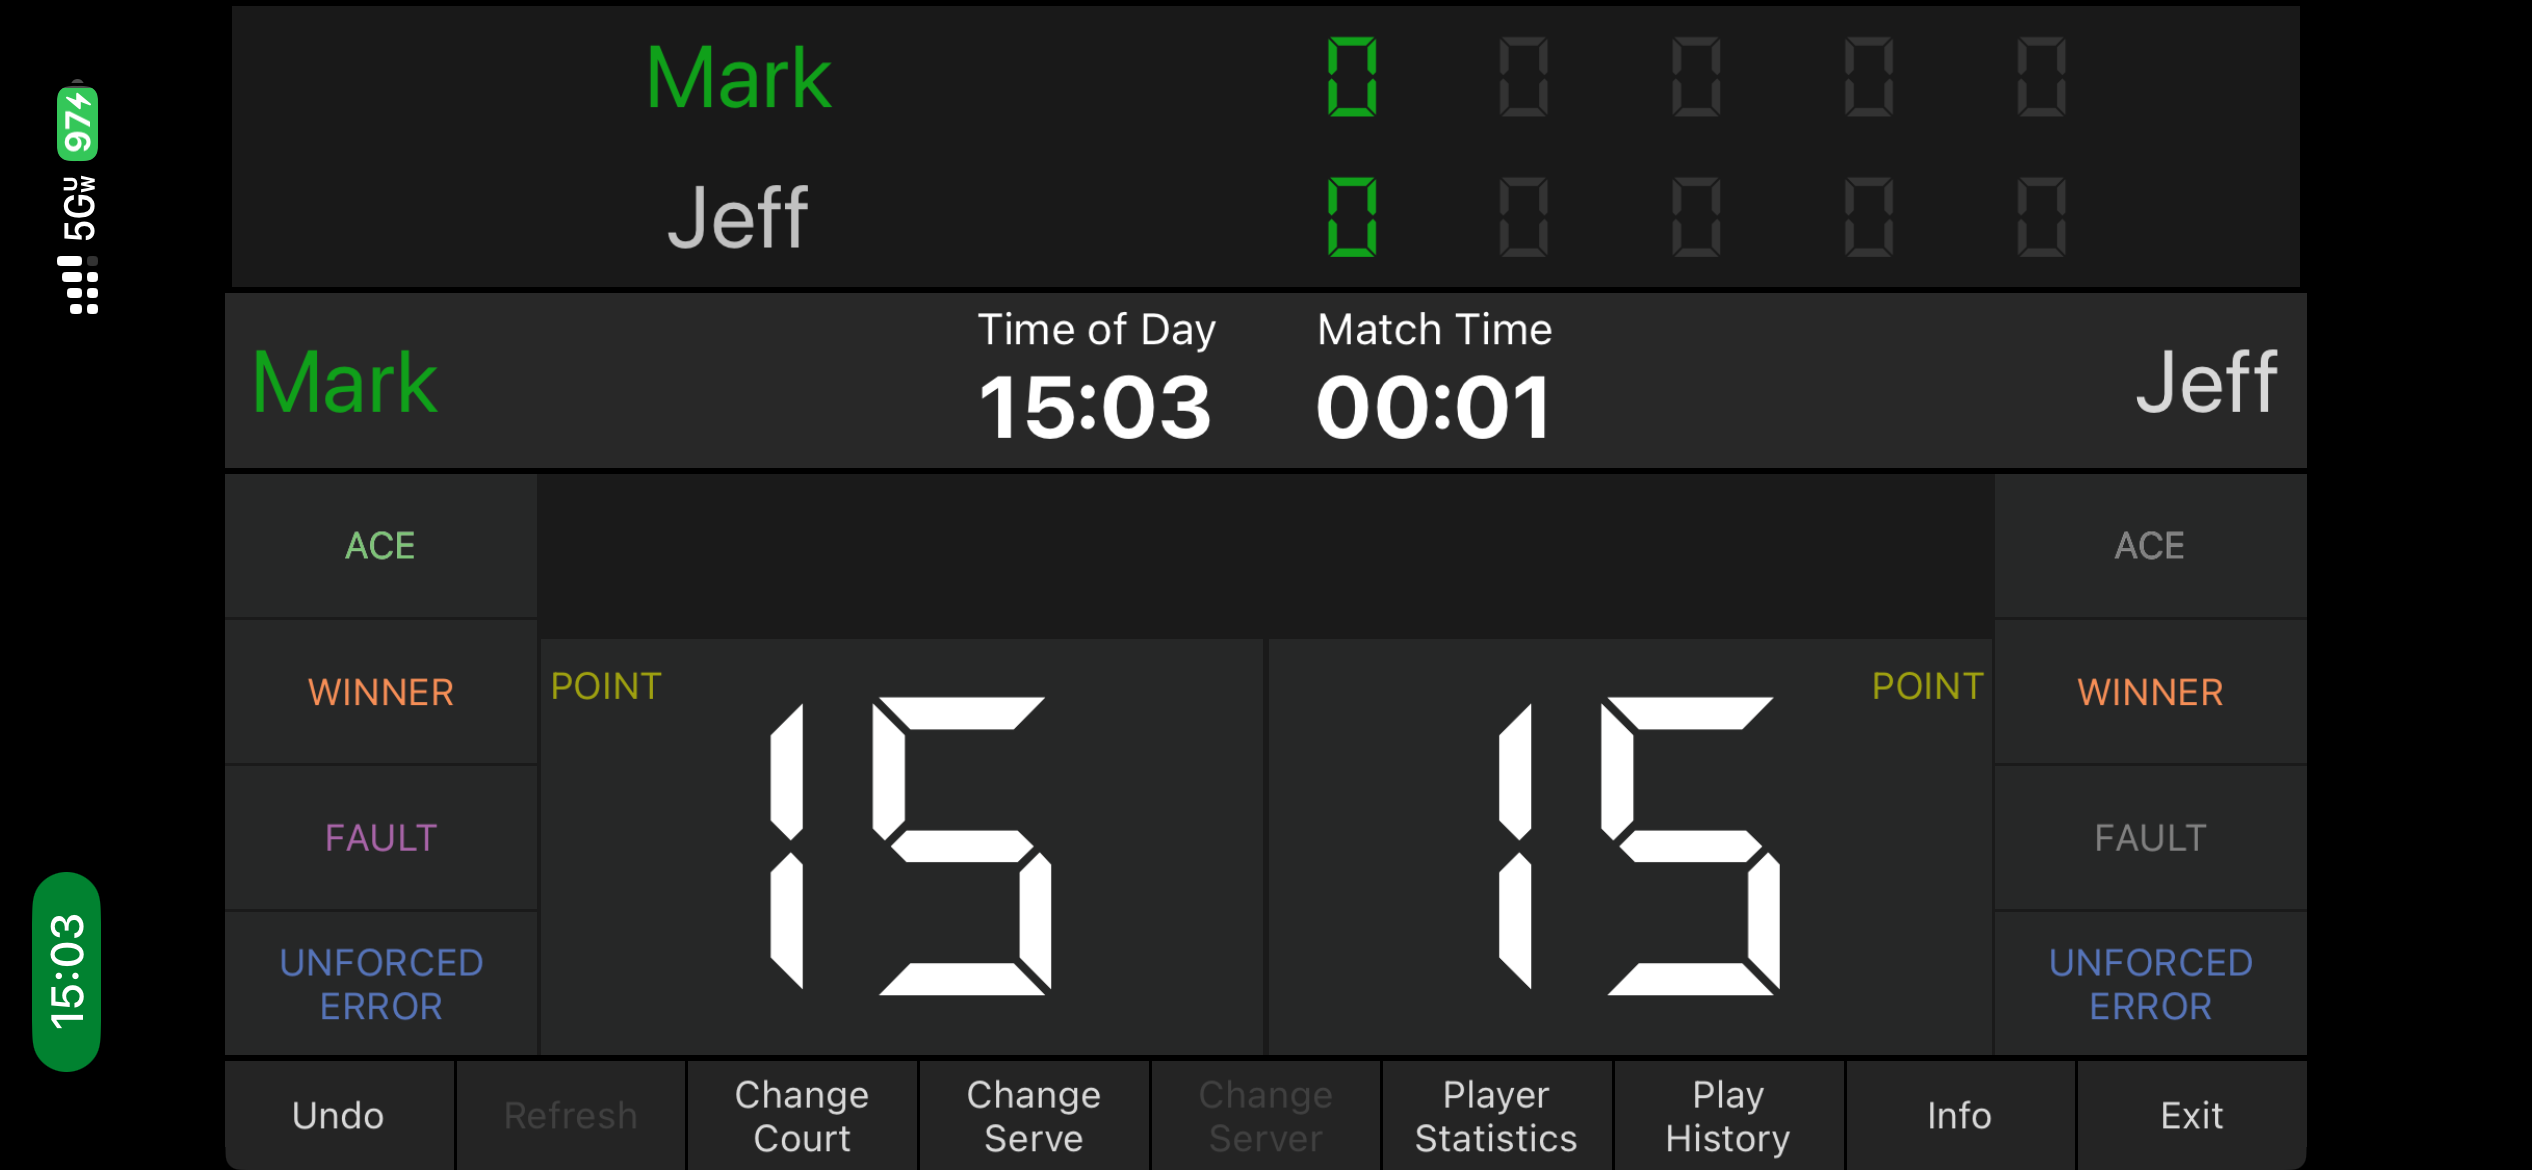 97
5GUW
15:03
Mark 0 0 0 0 0
Jeff 0 0 0 0 0
Mark
Time of Day
15:03
Match Time
00:01
Jeff
ACE
WINNER
FAULT
UNFORCED
ERROR
POINT
15
POINT
15
ACE
WINNER
FAULT
UNFORCED
ERROR
Undo
Refresh
Change
Court
Change
Serve
Change
Server
Player
Statistics
Play
History
Info
Exit